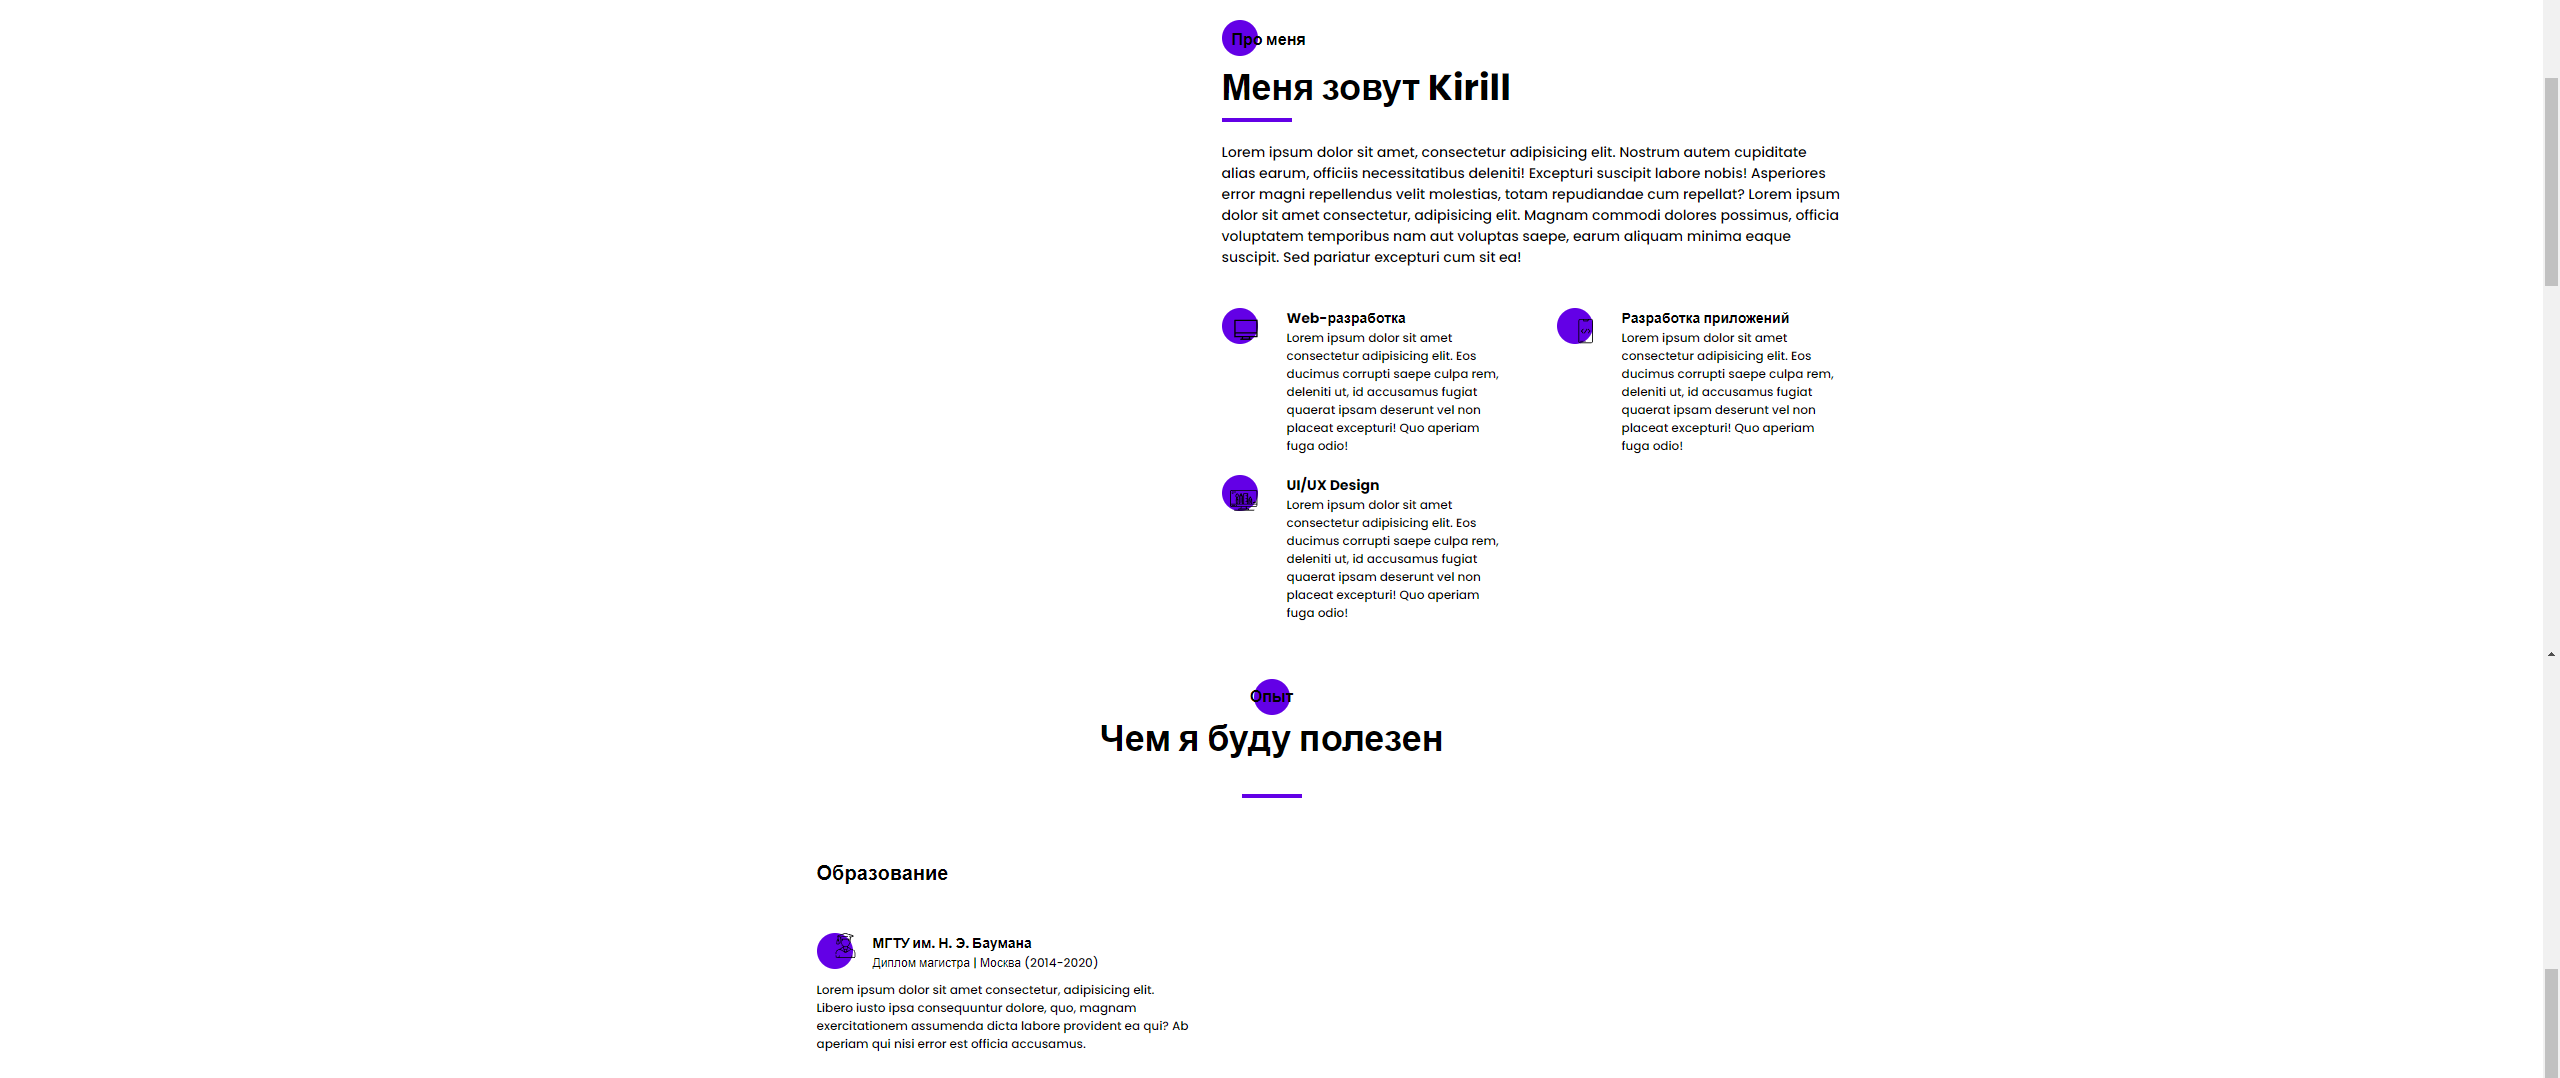 Про меня
Меня зовут Kirill
Lorem ipsum dolor sit amet, consectetur adipisicing elit. Nostrum autem cupiditate
alias earum, officiis necessitatibus deleniti! Excepturi suscipit labore nobis! Asperiores
error magni repellendus velit molestias, totam repudiandae cum repellat? Lorem ipsum
dolor sit amet consectetur, adipisicing elit. Magnam commodi dolores possimus, officia
voluptatem temporibus nam aut voluptas saepe, earum aliquam minima eaque
suscipit. Sed pariatur excepturi cum sit ea!
Web-разработка
Lorem ipsum dolor sit amet
consectetur adipisicing elit. Eos
ducimus corrupti saepe culpa rem,
deleniti ut, id accusamus fugiat
quaerat ipsam deserunt vel non
placeat excepturi! Quo aperiam
fuga odio!
Разработка приложений
Lorem ipsum dolor sit amet
consectetur adipisicing elit. Eos
ducimus corrupti saepe culpa rem,
deleniti ut, id accusamus fugiat
quaerat ipsam deserunt vel non
placeat excepturi! Quo aperiam
fuga odio!
UI/UX Design
Lorem ipsum dolor sit amet
consectetur adipisicing elit. Eos
ducimus corrupti saepe culpa rem,
deleniti ut, id accusamus fugiat
quaerat ipsam deserunt vel non
placeat excepturi! Quo aperiam
fuga odio!
Опыт
Чем я буду полезен
Образование
МГТУ им. Н. Э. Баумана
Диплом магистра | Москва (2014-2020)
Lorem ipsum dolor sit amet consectetur, adipisicing elit.
Libero iusto ipsa consequuntur dolore, quo, magnam
exercitationem assumenda dicta labore provident ea qui? Ab
aperiam qui nisi error est officia accusamus.